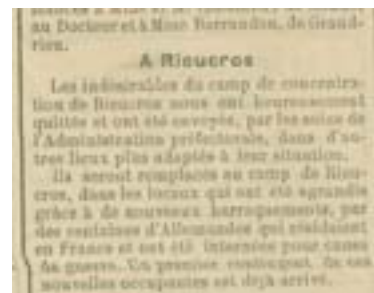 au Docteur et à Mme Barrandon, de Grand-
rieu.
A Rieucros
Les indésirables du camp de concentra-
tion de Rieucros nous ont heureusement
quittés et ont été envoyés, par les soins de
l'Administration préfectorale, dans d'au-
tres lieux plus adaptés à leur situation.
Ils seront remplacés au camp de Rieu-
cros, dans les locaux qui ont été agrandis
grâce à de nouveaux barraquements, par
des centaines d'Allemandes qui résidaient
en France et ont été internées pour cause
de guerre. Un premier contingent de ces
nouvelles occupantes est déjà arrivé.